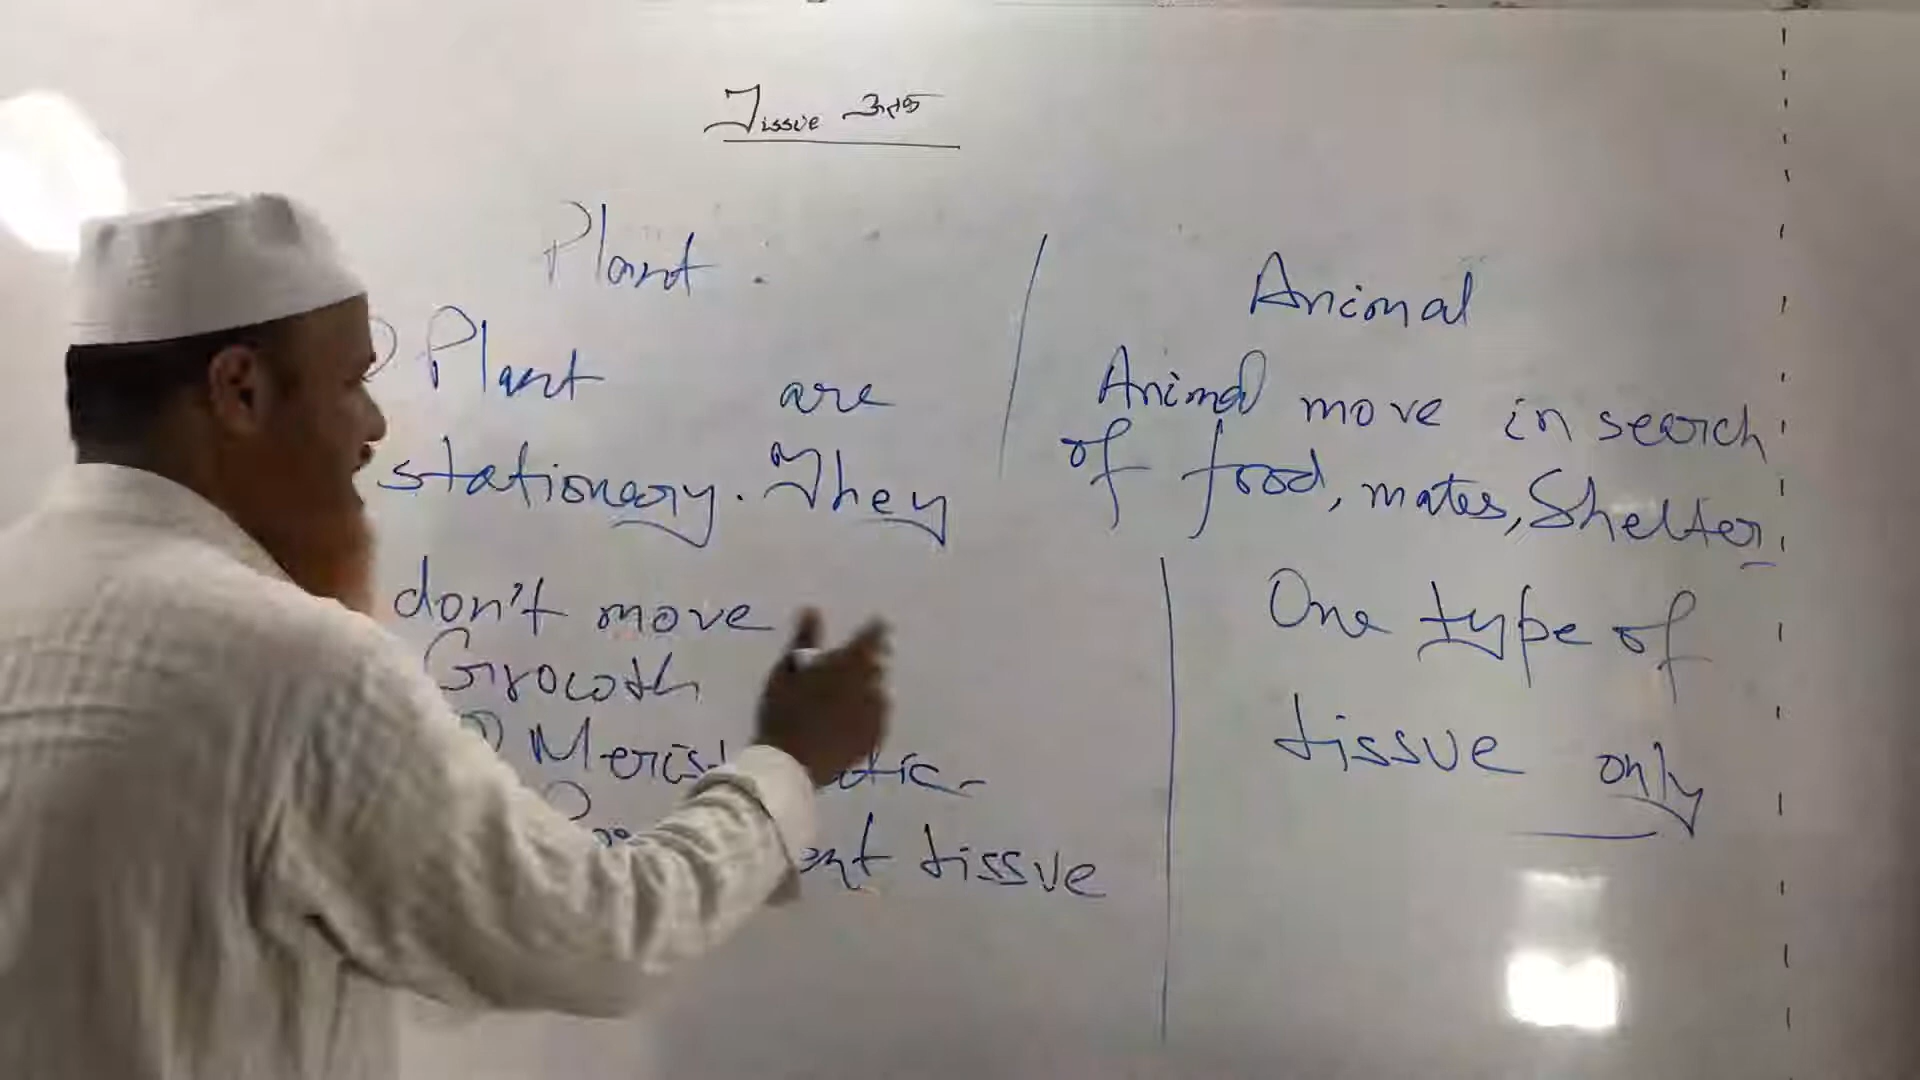 Tissue ऊतक
Plant.
Plant are
stationary. They
don't move
Growth
tissue
Animal
Animal move in search
of food, mates, Shelter
One type of
tissue only